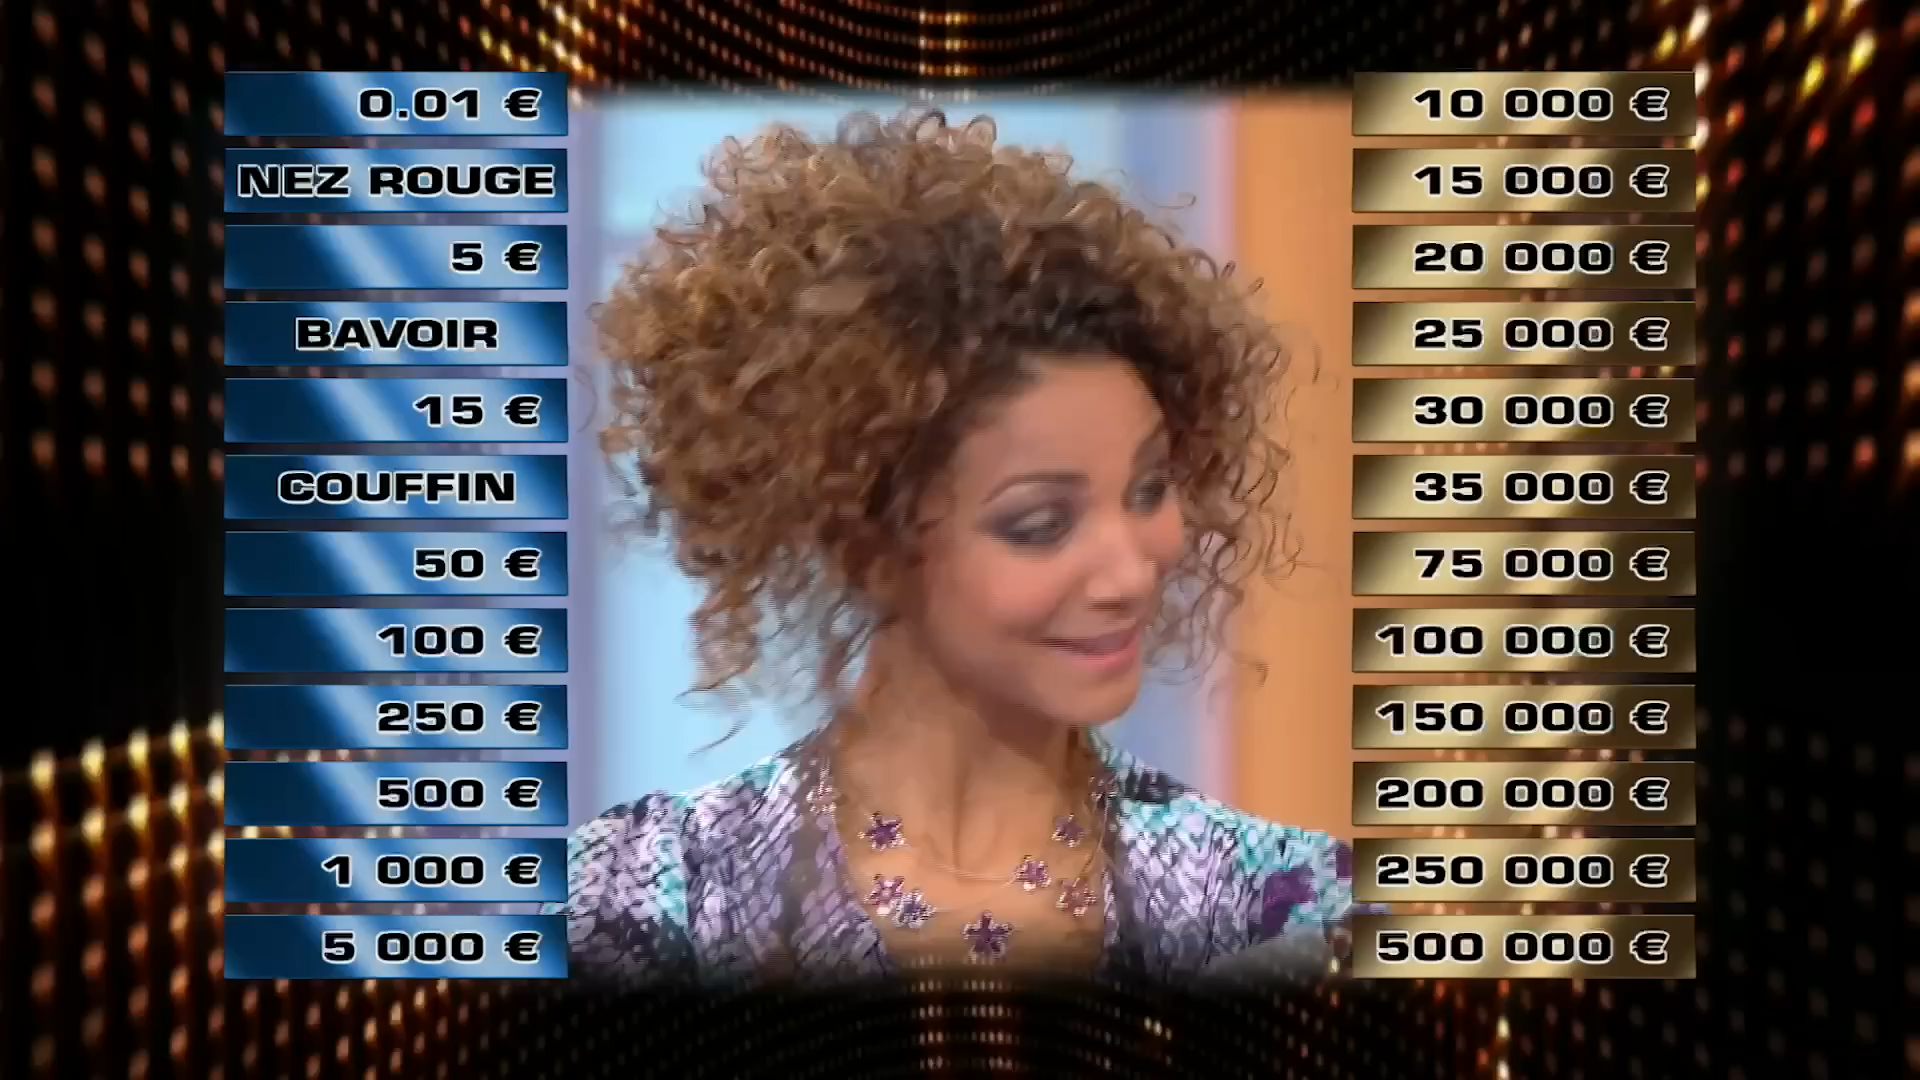 0.01 €
NEZ ROUGE
5 €
BAVOIR
15 €
COUFFIN
50 €
100 €
250 €
500 €
1 000 €
5 000 €
10 000 €
15 000 €
20 000 €
25 000 €
30 000 €
35 000 €
75 000 €
100 000 €
150 000 €
200 000 €
250 000 €
500 000 €